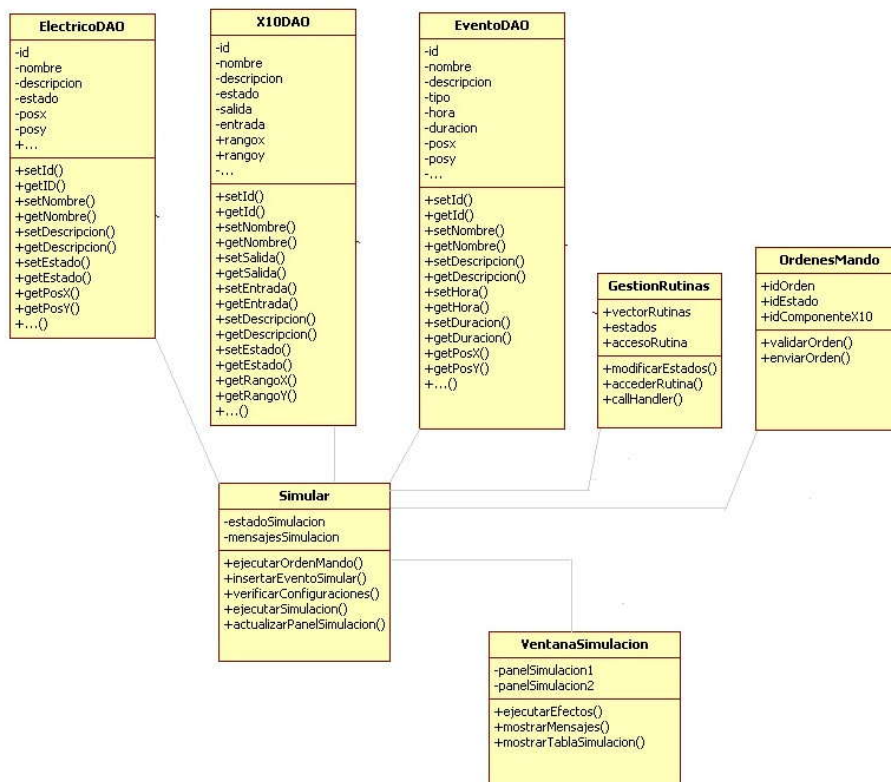 ElectricoDAO
-id
-nombre
-descripcion
-estado
-posx
-posy
+...
+setId()
+getID()
+setNombre()
+getNombre()
+setDescripcion()
+getDescripcion()
+setEstado()
+getEstado()
+getPosX()
+getPosY()
+...()
X10DAO
-id
-nombre
-descripcion
-estado
-salida
-entrada
+rangox
+rangoy
-...
+setId()
+getId()
+setNombre()
+getNombre()
+setSalida()
+getSalida()
+setEntrada()
+getEntrada()
+setDescripcion()
+getDescripcion()
+setEstado()
+getEstado()
+getRangoX()
+getRangoY()
+...()
EventoDAO
-id
-nombre
-descripcion
-tipo
-hora
-duracion
-posx
-posy
-...
+setId()
+getId()
+setNombre()
+getNombre()
+setDescripcion()
+getDescripcion()
+setHora()
+getHora()
+setDuracion()
+getDuracion()
+getPosX()
+getPosY()
+...()
GestionRutinas
+vectorRutinas
+estados
+accesoRutina
+modificarEstados()
+accederRutina()
+callHandler()
OrdenesMando
+idOrden
+idEstado
+idComponenteX10
+validarOrden()
+enviarOrden()
Simular
-estadoSimulacion
-mensajesSimulacion
+ejecutarOrdenMando()
+insertarEventoSimular()
+verificarConfiguraciones()
+ejecutarSimulacion()
+actualizarPanelSimulacion()
VentanaSimulacion
-panelSimulacion1
-panelSimulacion2
+ejecutarEfectos()
+mostrarMensajes()
+mostrarTablaSimulacion()